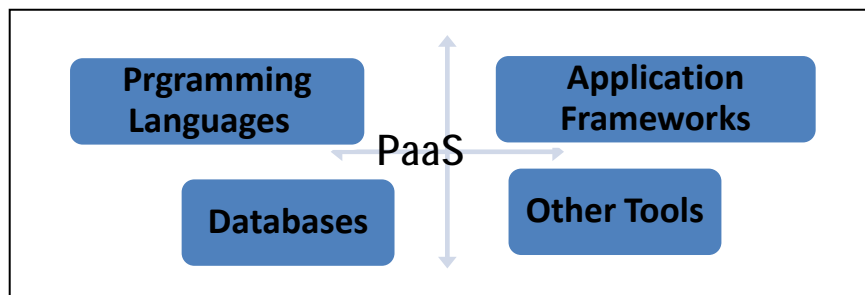 Prgramming
Languages
Application
Frameworks
PaaS
Databases
Other Tools